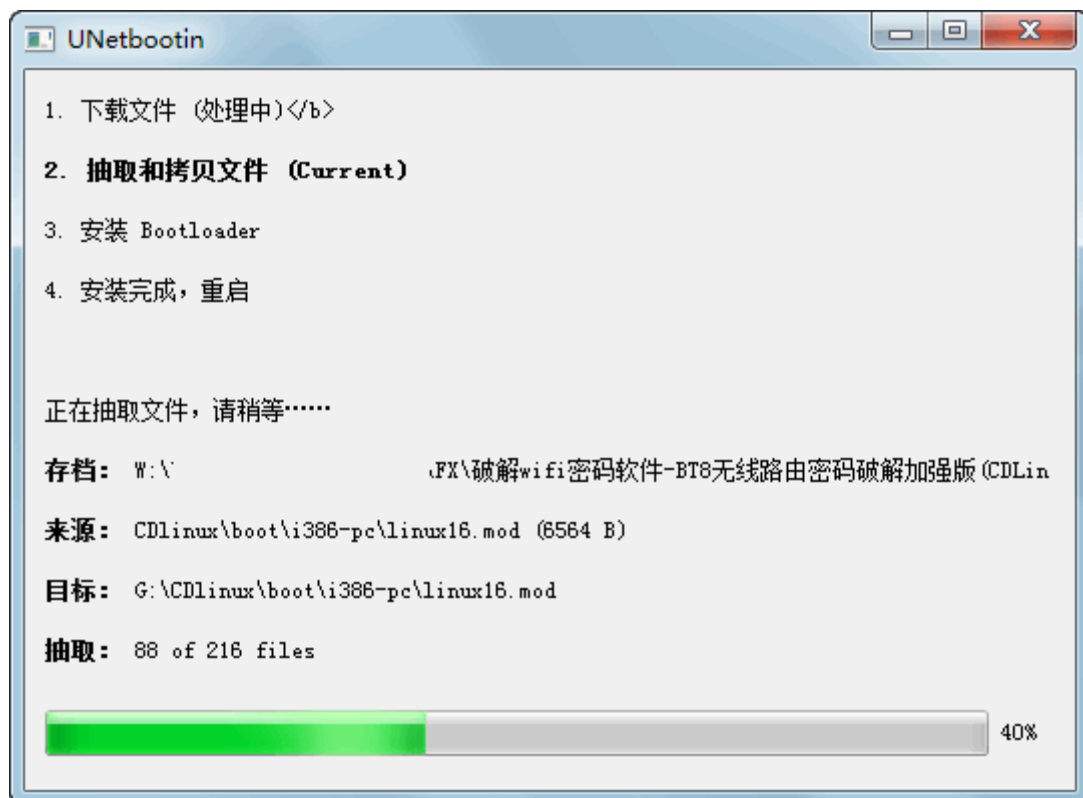 UNetbootin
1. 下载文件 (处理中)</b>
2. 抽取和拷贝文件 (Current)
3. 安装 Bootloader
4. 安装完成，重启
正在抽取文件，请稍等……
存档： W:\ FX\破解wifi密码软件-BT8无线路由密码破解加强版(CDLin
来源： CDlinux\boot\i386-pc\linux16.mod (6564 B)
目标： G:\CDlinux\boot\i386-pc\linux16.mod
抽取： 88 of 216 files
40%